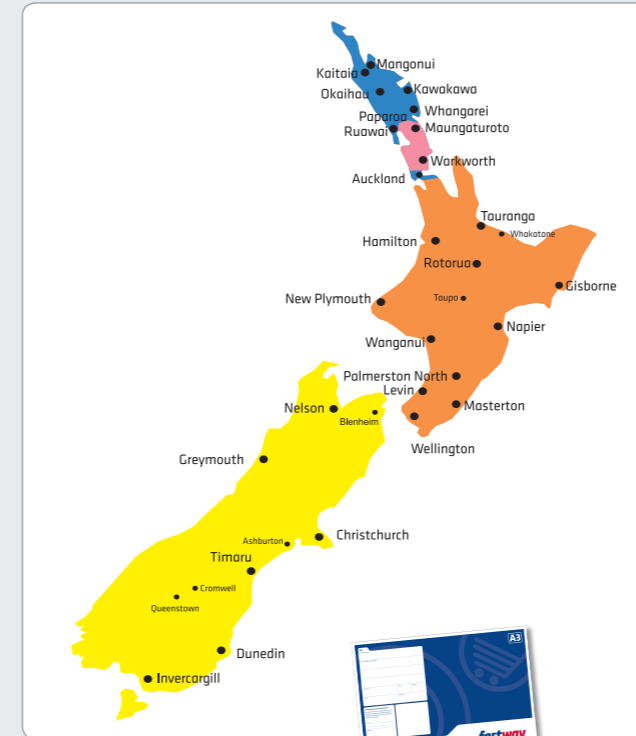 Mangonui
Kaitaia
Okaihau
Kawakawa
Whangarei
Paparoa
Ruawai
Maungaturoto
Warkworth
Auckland
Tauranga
Whakatane
Hamilton
Rotorua
Gisborne
New Plymouth
Taupo
Napier
Wanganui
Palmerston North
Levin
Masterton
Nelson
Blenheim
Wellington
Greymouth
Christchurch
Ashburton
Timaru
Cromwell
Queenstown
Dunedin
Invercargill
A3
fastway